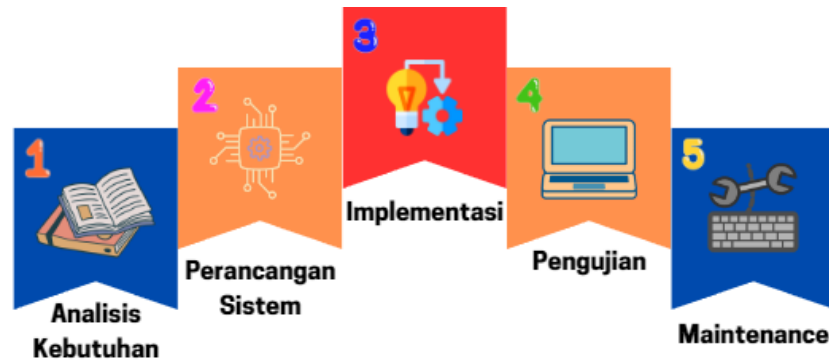 1
Analisis
Kebutuhan
2
Perancangan
Sistem
3
Implementasi
4
Pengujian
5
Maintenance